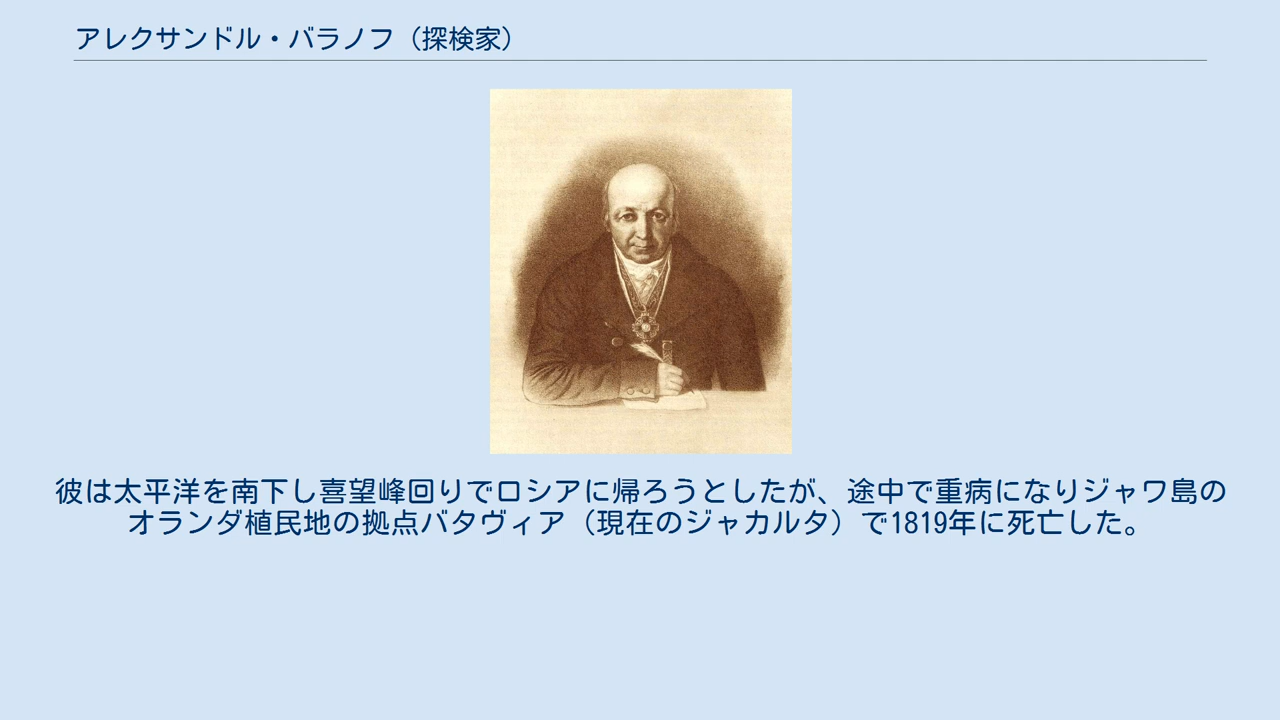 アレクサンドル・バラノフ（探検家）
彼は太平洋を南下し喜望峰回りでロシアに帰ろうとしたが、途中で重病になりジャワ島の
オランダ植民地の拠点バタヴィア（現在のジャカルタ）で1819年に死亡した。